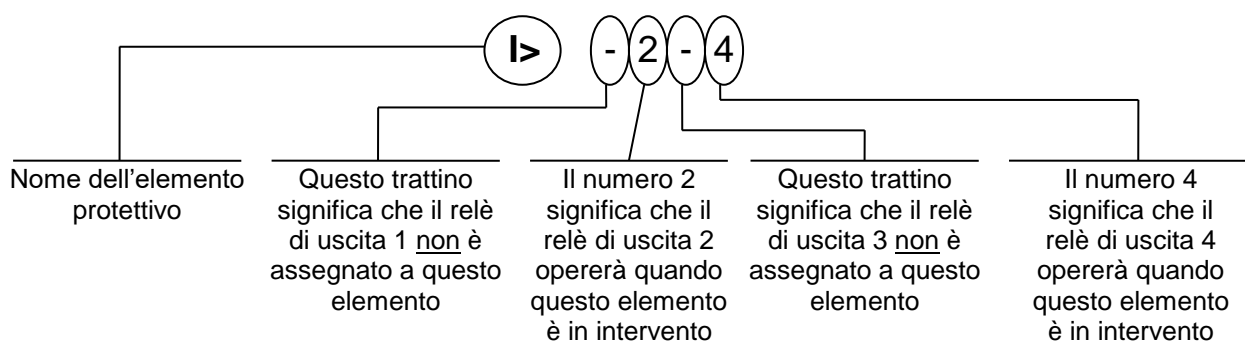 I> - 2 - 4
Nome dell'elemento
protettivo
Questo trattino
significa che il relè
di uscita 1 non è
assegnato a questo
elemento
Il numero 2
significa che il
relè di uscita 2
opererà quando
questo elemento
è in intervento
Questo trattino
significa che il relè
di uscita 3 non è
assegnato a questo
elemento
Il numero 4
significa che il
relè di uscita 4
opererà quando
questo elemento
è in intervento